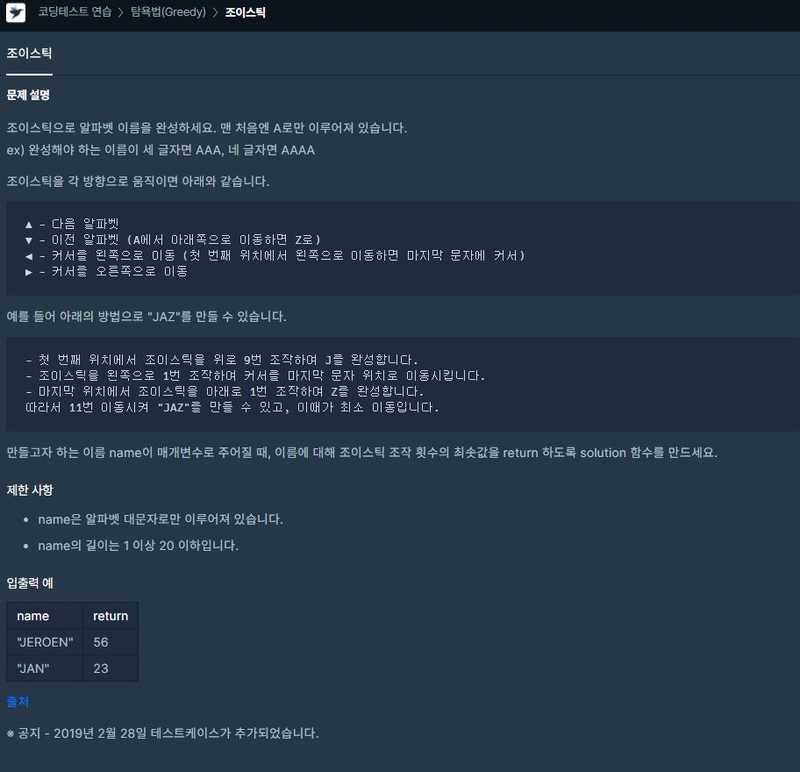 코딩테스트 연습 > 탐욕법(Greedy) > 조이스틱
조이스틱
문제 설명
조이스틱으로 알파벳 이름을 완성하세요. 맨 처음엔 A로만 이루어져 있습니다.
ex) 완성해야 하는 이름이 세 글자면 AAA, 네 글자면 AAAA
조이스틱을 각 방향으로 움직이면 아래와 같습니다.
▲ - 다음 알파벳
▼ - 이전 알파벳 (A에서 아래쪽으로 이동하면 Z로)
◀ - 커서를 왼쪽으로 이동 (첫 번째 위치에서 왼쪽으로 이동하면 마지막 문자에 커서)
▶ - 커서를 오른쪽으로 이동
예를 들어 아래의 방법으로 "JAZ"를 만들 수 있습니다.
- 첫 번째 위치에서 조이스틱을 위로 9번 조작하여 J를 완성합니다.
- 조이스틱을 왼쪽으로 1번 조작하여 커서를 마지막 문자 위치로 이동시킵니다.
- 마지막 위치에서 조이스틱을 아래로 1번 조작하여 Z를 완성합니다.
따라서 11번 이동시켜 "JAZ"를 만들 수 있고, 이때가 최소 이동입니다.
만들고자 하는 이름 name이 매개변수로 주어질 때, 이름에 대해 조이스틱 조작 횟수의 최솟값을 return 하도록 solution 함수를 만드세요.
제한 사항
• name은 알파벳 대문자로만 이루어져 있습니다.
• name의 길이는 1 이상 20 이하입니다.
입출력 예
name return
"JEROEN" 56
"JAN" 23
출처
※ 공지 - 2019년 2월 28일 테스트케이스가 추가되었습니다.